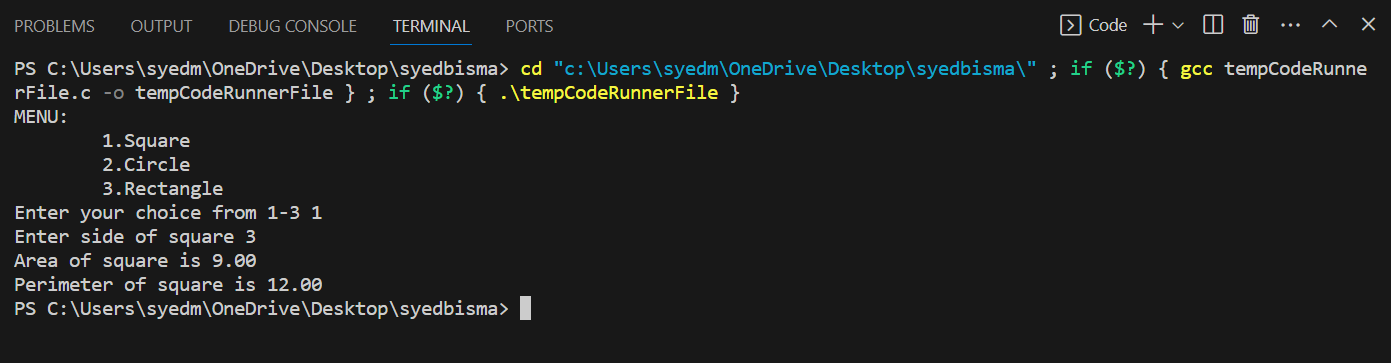 PROBLEMS OUTPUT DEBUG CONSOLE TERMINAL PORTS Code
PS C:\Users\syedm\OneDrive\Desktop\syedbisma> cd "c:\Users\syedm\OneDrive\Desktop\syedbisma\" ; if ($?) { gcc tempCodeRunne
rFile.c -o tempCodeRunnerFile } ; if ($?) { .\tempCodeRunnerFile }
MENU:
        1.Square
        2.Circle
        3.Rectangle
Enter your choice from 1-3 1
Enter side of square 3
Area of square is 9.00
Perimeter of square is 12.00
PS C:\Users\syedm\OneDrive\Desktop\syedbisma>